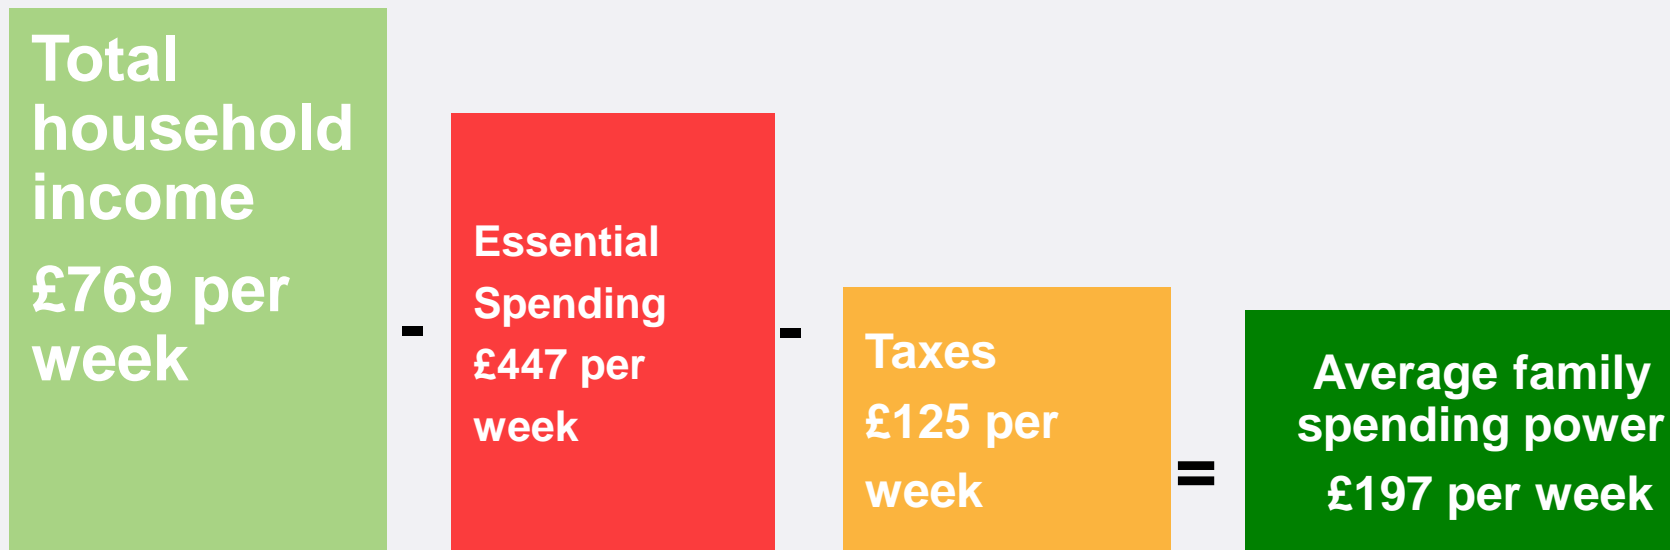 Total
household
income
£769 per
week
-
Essential
Spending
£447 per
week
-
Taxes
£125 per
week
=
Average family
spending power
£197 per week